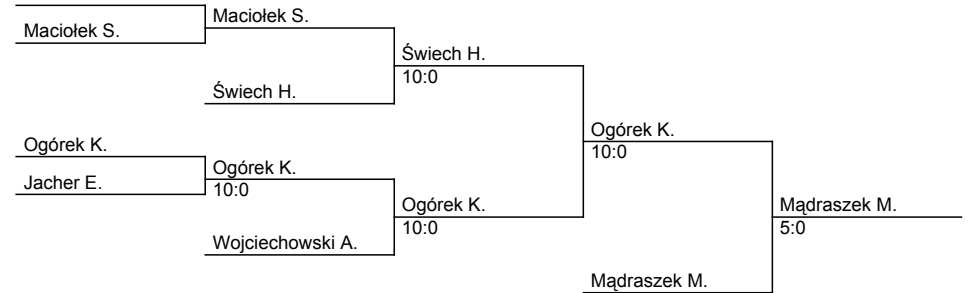 Maciołek S.
Maciołek S.
Świech H.
10:0
Świech H.
Ogórek K.
10:0
Ogórek K.
Jacher E.
Ogórek K.
10:0
Ogórek K.
10:0
Wojciechowski A.
Mądraszek M.
5:0
Mądraszek M.